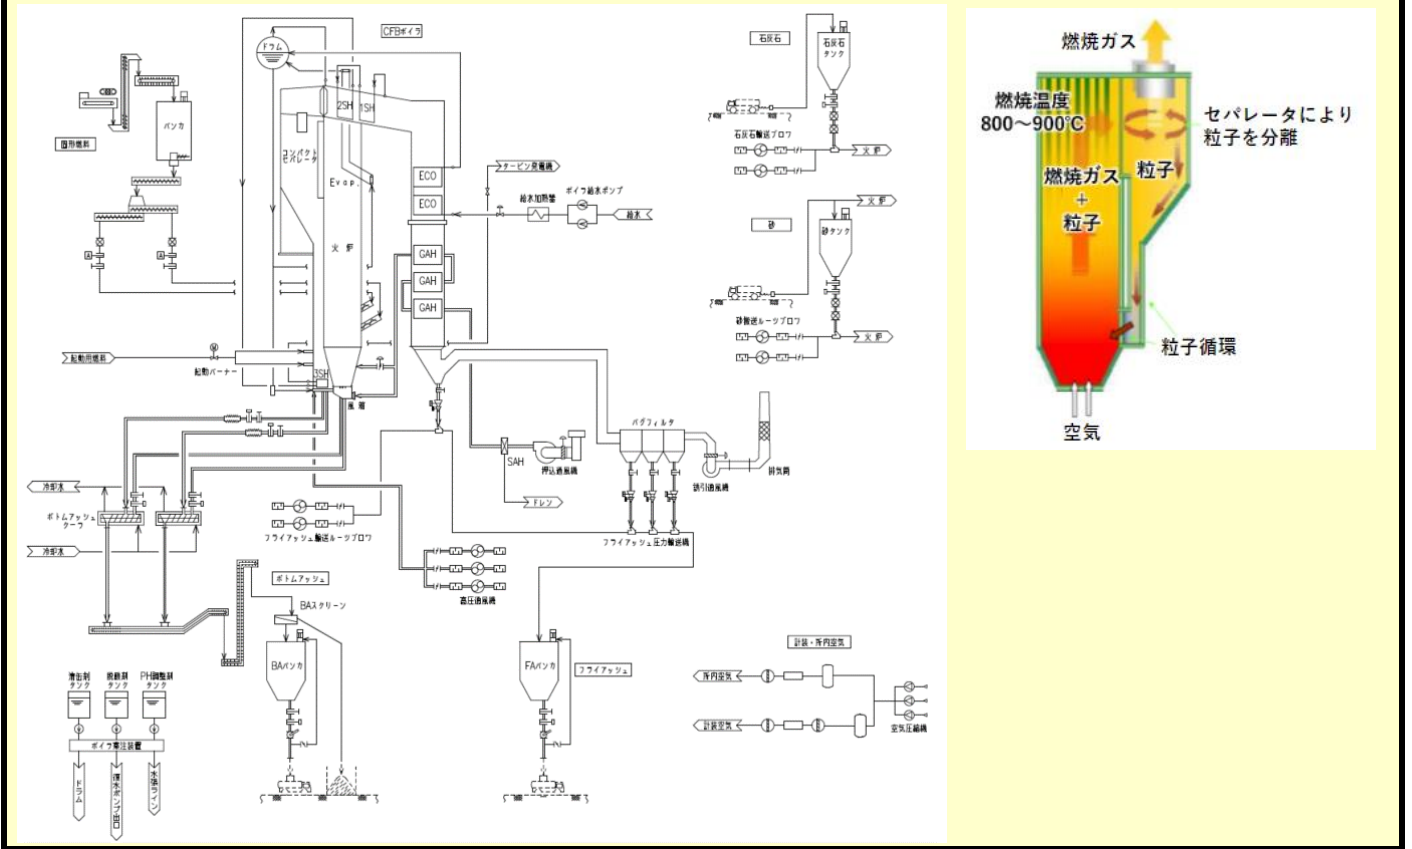 CFBボイラ
ドラム
2SH
1SH
固形燃料
バンカ
コンパクト
セパレータ
Evap.
火 炉
ECO
ECO
GAH
GAH
GAH
タービン発電機
給水加熱器
ボイラ給水ポンプ
給水
石灰石
石灰石
タンク
石灰石輸送ブロワ
火 炉
砂
火 炉
砂タンク
砂輸送ルーツブロワ
火 炉
起動用燃料
起動バーナー
3SH
風 箱
SAH
押込通風機
ドレン
バグフィルタ
誘引通風機
排気筒
冷却水
ボトムアッシュ
クーラ
冷却水
フライアッシュ輸送ルーツブロワ
フライアッシュ圧力輸送機
高圧通風機
ボトムアッシュ
BAスクリーン
BAバンカ
FAバンカ
フライアッシュ
計装・所内空気
所内空気
計装空気
空気圧縮機
清缶剤
タンク
脱酸剤
タンク
PH調整剤
タンク
ボイラ薬注装置
ドラム
水張ライン
燃焼ガス
燃焼温度
800～900℃
セパレータにより
粒子を分離
粒子
燃焼ガス
+
粒子
粒子循環
空気